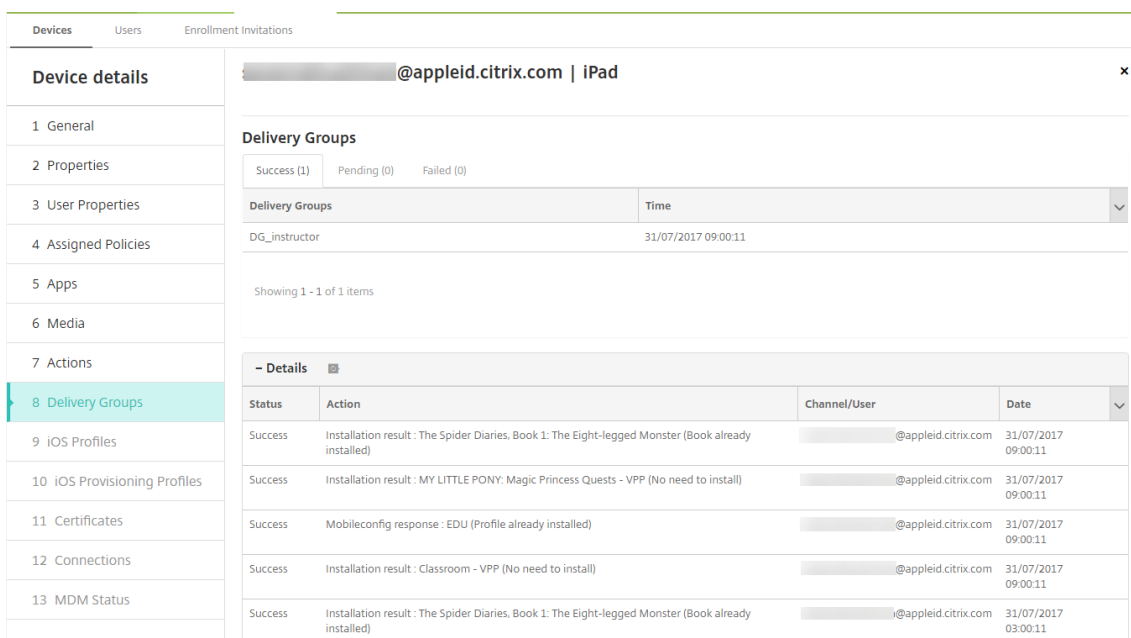 Devices Users Enrollment Invitations
Device details
@appleid.citrix.com | iPad
×
1 General
2 Properties
3 User Properties
4 Assigned Policies
5 Apps
6 Media
7 Actions
8 Delivery Groups
9 iOS Profiles
10 iOS Provisioning Profiles
11 Certificates
12 Connections
13 MDM Status
Delivery Groups
Success (1) Pending (0) Failed (0)
Delivery Groups Time
DG_instructor 31/07/2017 09:00:11
Showing 1 - 1 of 1 items
– Details
Status Action Channel/User Date
Success Installation result : The Spider Diaries, Book 1: The Eight-legged Monster (Book already @appleid.citrix.com 31/07/2017
installed) 09:00:11
Success Installation result : MY LITTLE PONY: Magic Princess Quests - VPP (No need to install) @appleid.citrix.com 31/07/2017
09:00:11
Success Mobileconfig response : EDU (Profile already installed) @appleid.citrix.com 31/07/2017
09:00:11
Success Installation result : Classroom - VPP (No need to install) @appleid.citrix.com 31/07/2017
09:00:11
Success Installation result : The Spider Diaries, Book 1: The Eight-legged Monster (Book already @appleid.citrix.com 31/07/2017
installed) 03:00:11